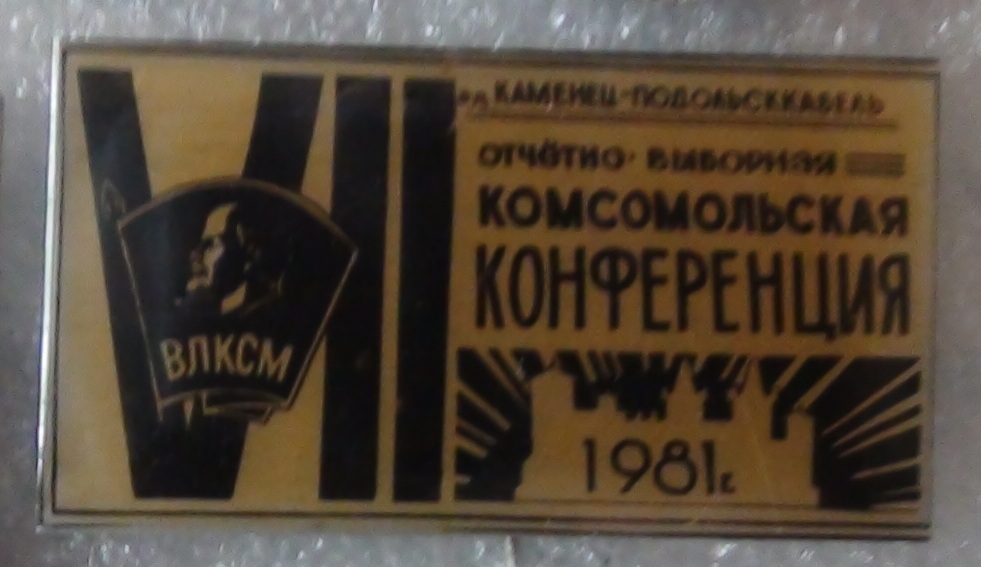 VII
ВЛКСМ
КАМЕНЕЦ-ПОДОЛЬСККАБЕЛЬ
ОТЧЁТНО-ВЫБОРНАЯ
КОМСОМОЛЬСКАЯ
КОНФЕРЕНЦИЯ
1981г.